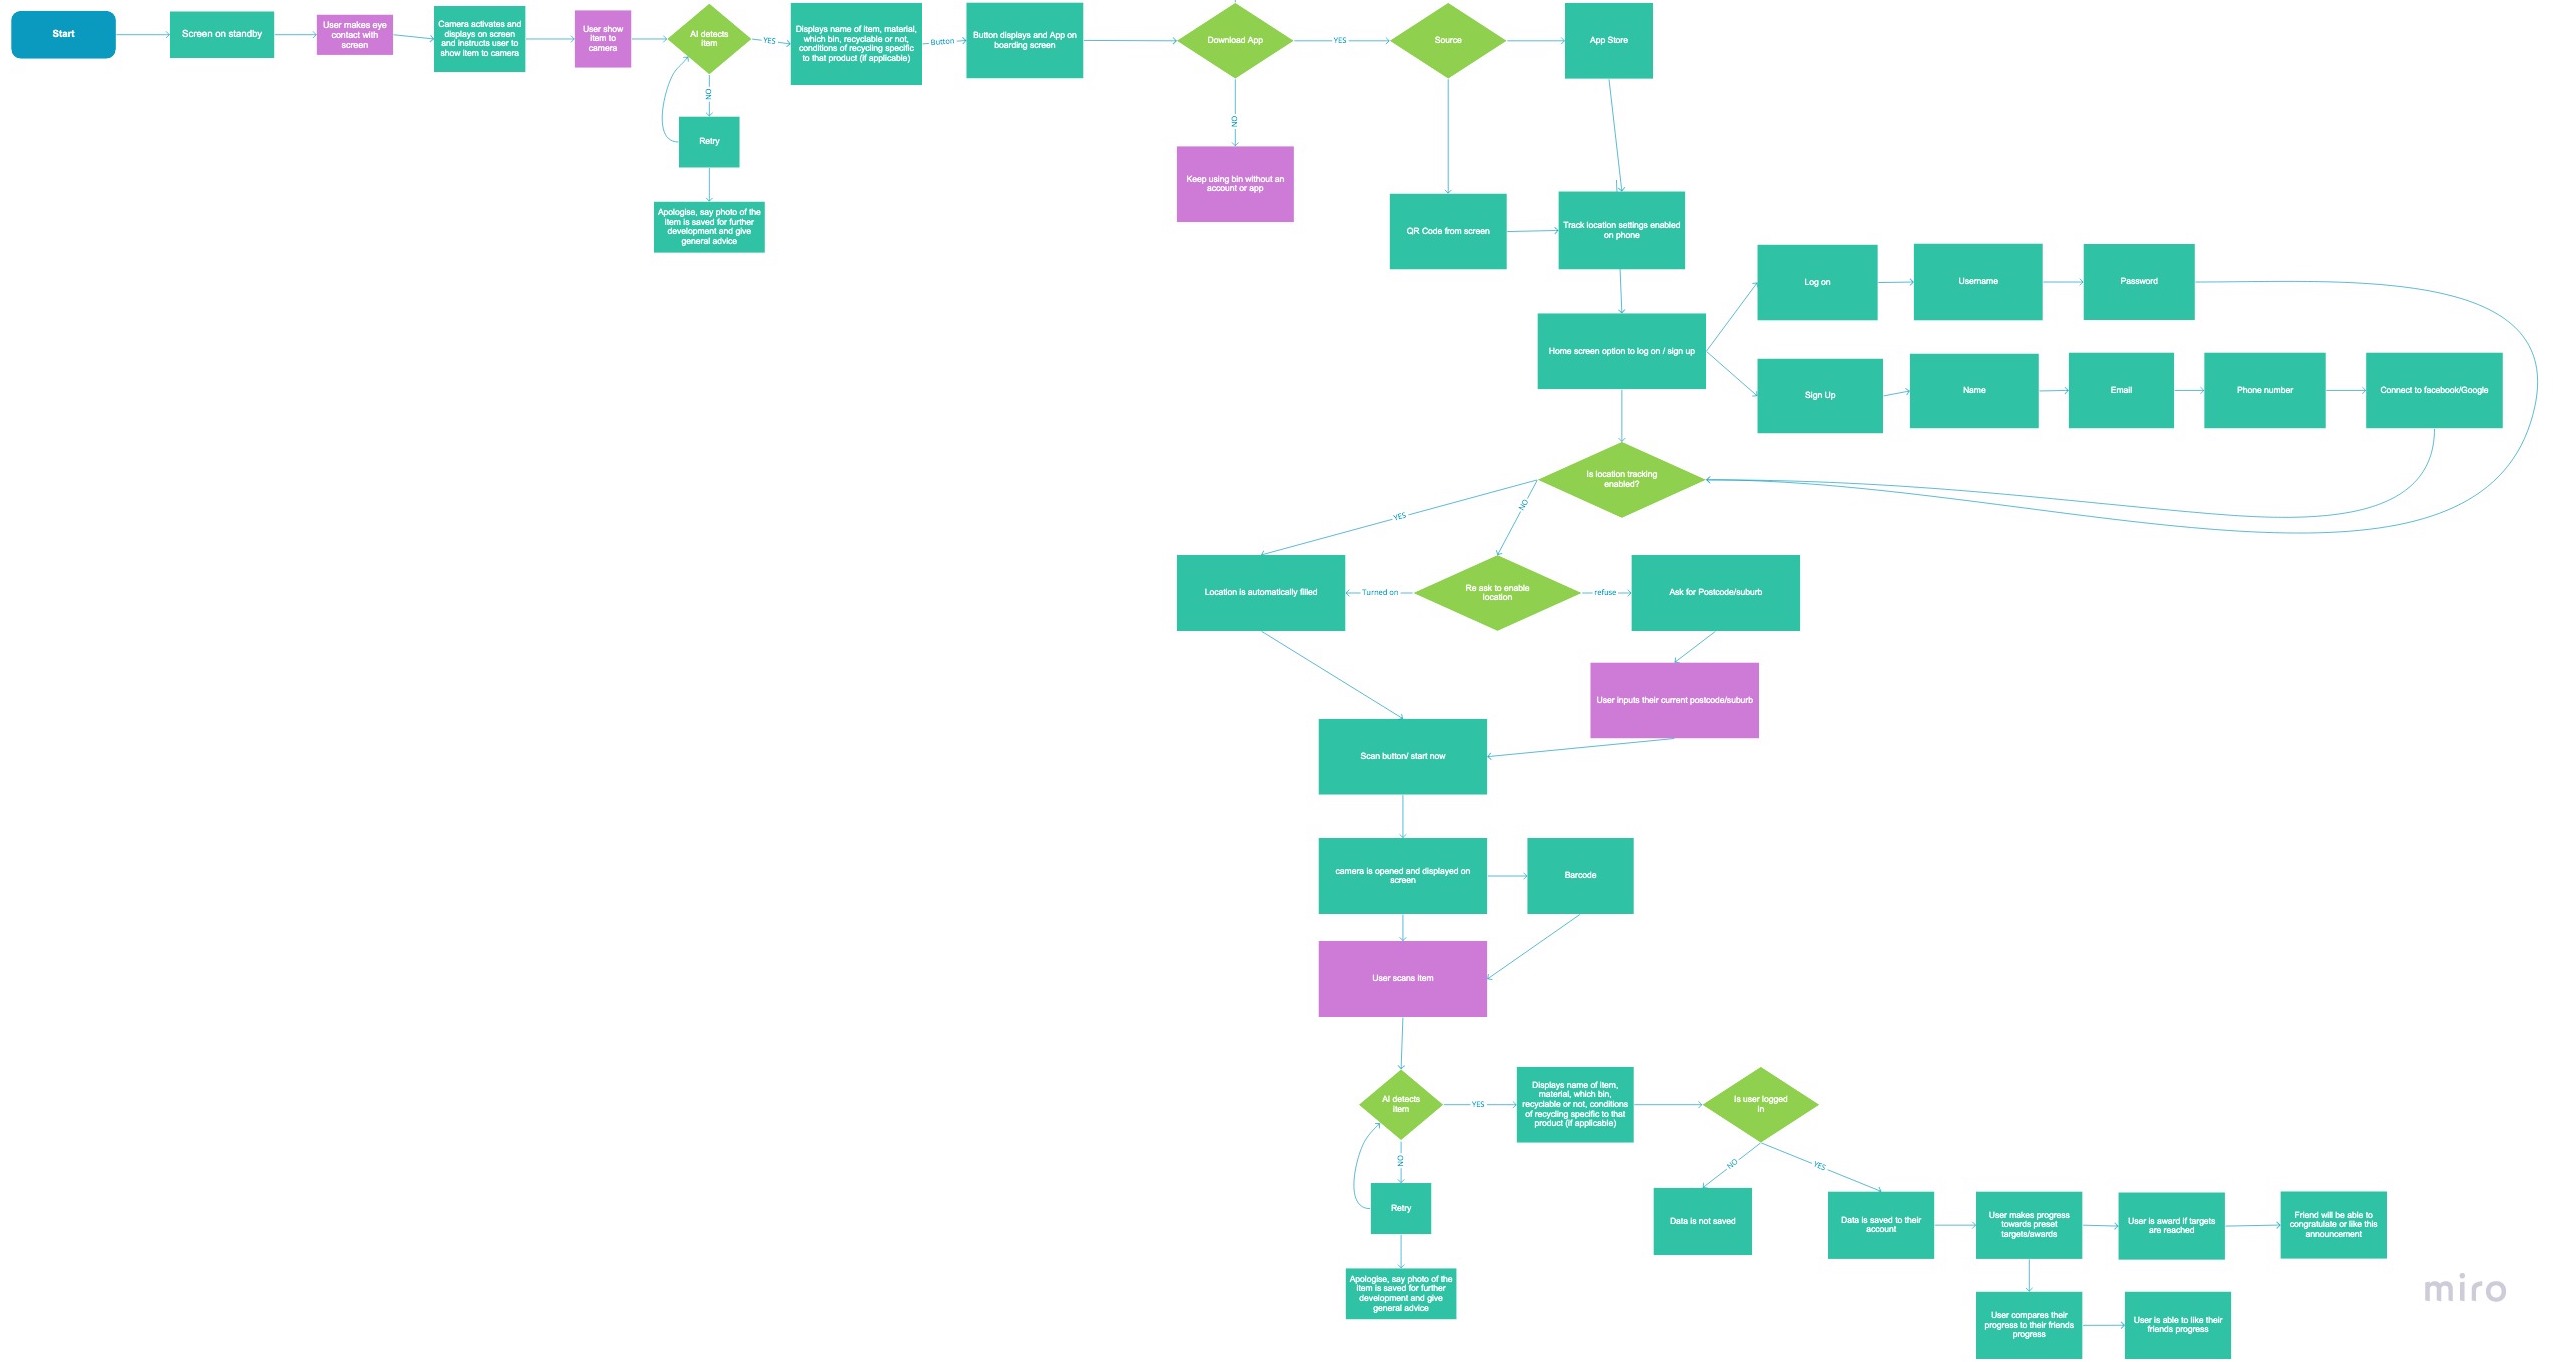 Start
Screen on standby
User makes eye
contact with
screen
Camera activates and
displays on screen
and instructs user to
show item to camera
User show
item to
camera
AI detects
item
YES
NO
Retry
Apologise, say photo of the
item is saved for further
development and give
general advice
Displays name of item, material,
which bin, recyclable or not,
conditions of recycling specific
to that product (if applicable)
Button
Button displays and App on
boarding screen
Download App
YES
NO
Keep using bin without an
account or app
Source
App Store
QR Code from screen
Track location settings enabled
on phone
Home screen option to log on / sign up
Log on
Username
Password
Sign Up
Name
Email
Phone number
Connect to facebook/Google
Is location tracking
enabled?
YES
NO
Location is automatically filled
Turned on
Re ask to enable
location
refuse
Ask for Postcode/suburb
User inputs their current postcode/suburb
Scan button/ start now
camera is opened and displayed on
screen
Barcode
User scans item
AI detects
item
YES
NO
Retry
Apologise, say photo of the
item is saved for further
development and give
general advice
Displays name of item,
material, which bin,
recyclable or not, conditions
of recycling specific to that
product (if applicable)
Is user logged
in
NO
YES
Data is not saved
Data is saved to their
account
User makes progress
towards preset
targets/awards
User is award if targets
are reached
Friend will be able to
congratulate or like this
announcement
User compares their
progress to their friends
progress
User is able to like their
friends progress
miro